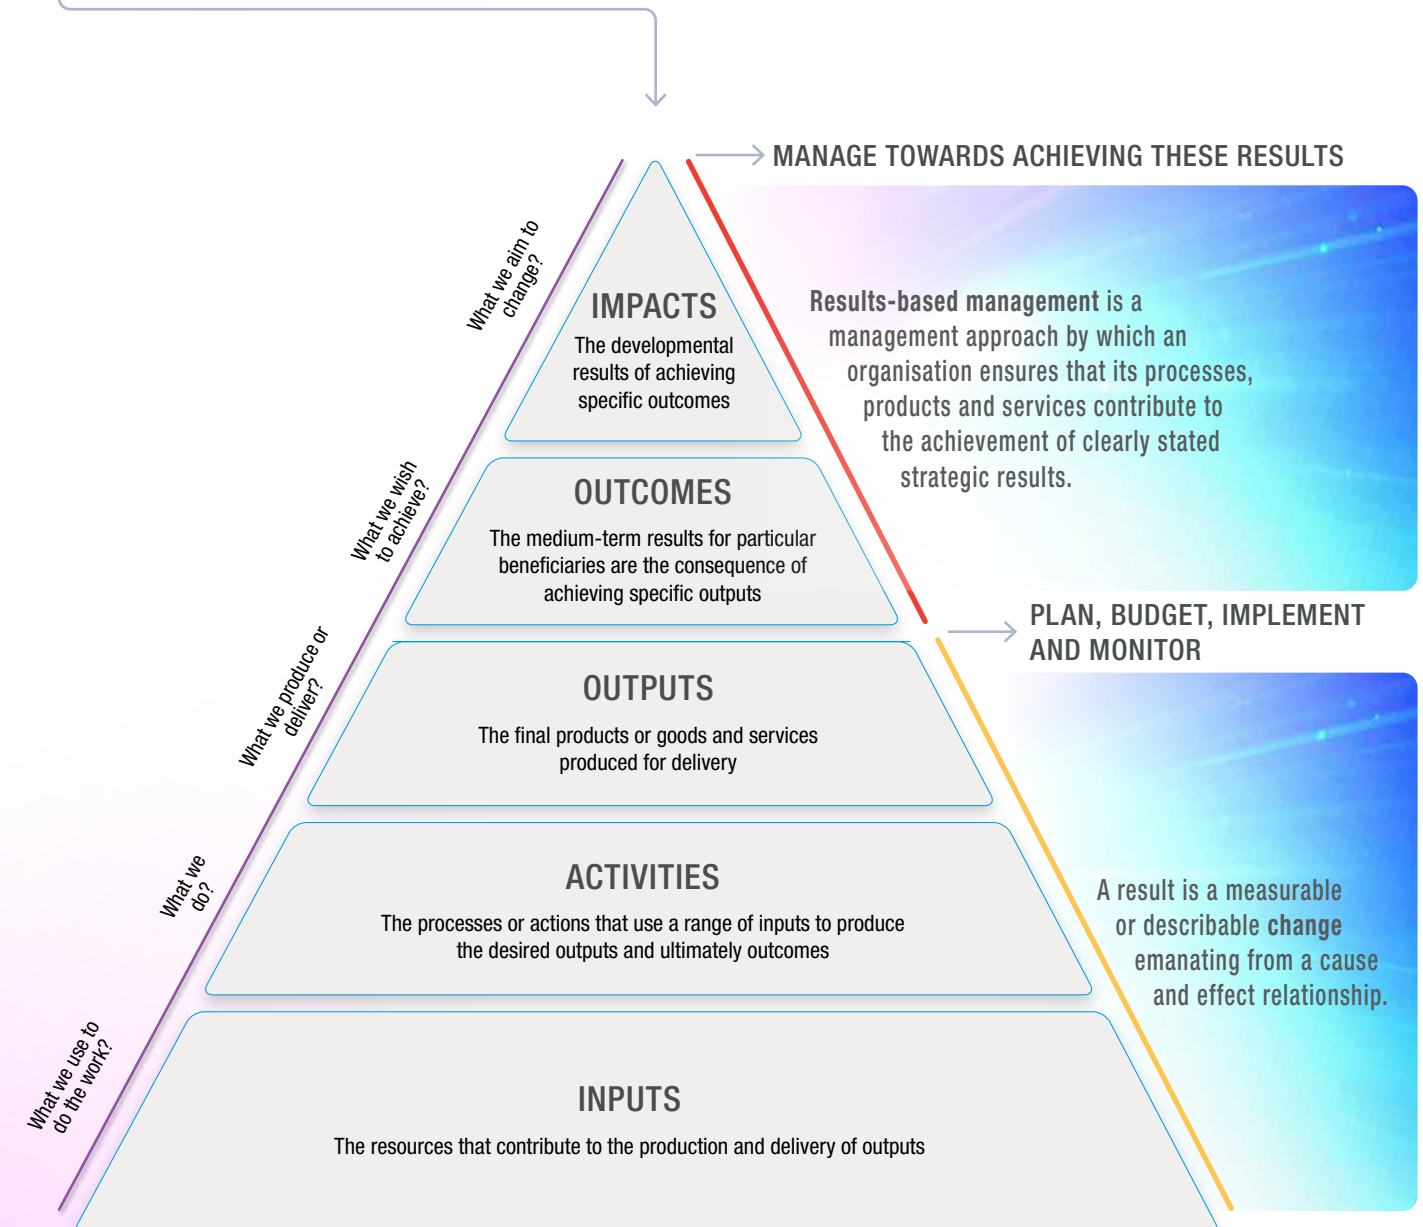 MANAGE TOWARDS ACHIEVING THESE RESULTS
What we aim to
change?
IMPACTS
The developmental
results of achieving
specific outcomes
Results-based management is a
management approach by which an
organisation ensures that its processes,
products and services contribute to
the achievement of clearly stated
strategic results.
What we wish
to achieve?
OUTCOMES
The medium-term results for particular
beneficiaries are the consequence of
achieving specific outputs
PLAN, BUDGET, IMPLEMENT
AND MONITOR
What we produce or
deliver?
OUTPUTS
The final products or goods and services
produced for delivery
What we
do?
ACTIVITIES
The processes or actions that use a range of inputs to produce
the desired outputs and ultimately outcomes
A result is a measurable
or describable change
emanating from a cause
and effect relationship.
What we use to
do the work?
INPUTS
The resources that contribute to the production and delivery of outputs